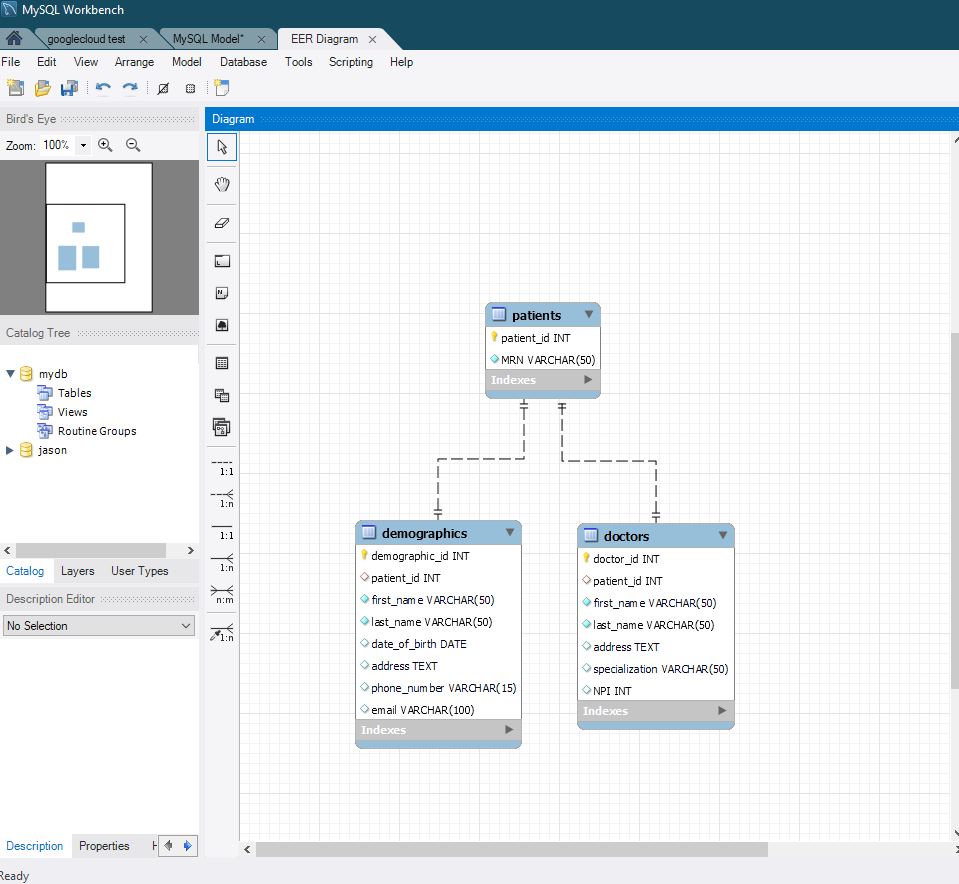 MySQL Workbench
googlecloud test
MySQL Model*
EER Diagram
File Edit View Arrange Model Database Tools Scripting Help
Bird's Eye
Zoom: 100%
Catalog Tree
mydb
Tables
Views
Routine Groups
jason
Catalog Layers User Types
Description Editor
No Selection
Description Properties H
Ready
Diagram
1:1
1:n
1:1
1:n
n:m
1:n
patients
patient_id INT
MRN VARCHAR(50)
Indexes
demographics
demographic_id INT
patient_id INT
first_name VARCHAR(50)
last_name VARCHAR(50)
date_of_birth DATE
address TEXT
phone_number VARCHAR(15)
email VARCHAR(100)
Indexes
doctors
doctor_id INT
patient_id INT
first_name VARCHAR(50)
last_name VARCHAR(50)
address TEXT
specialization VARCHAR(50)
NPI INT
Indexes